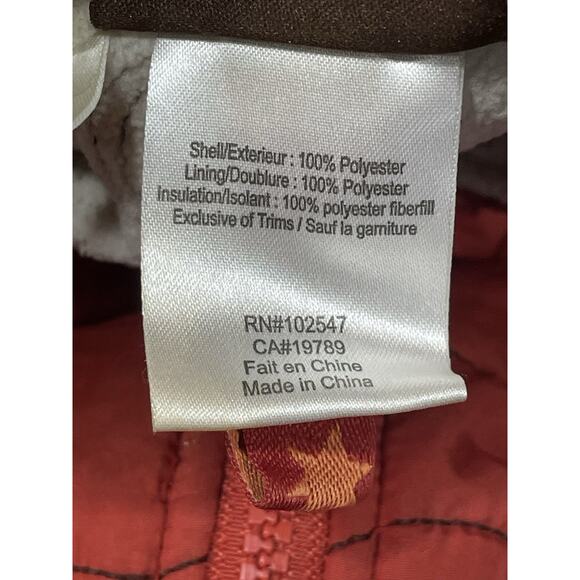 Shell/Exterieur : 100% Polyester
Lining/Doublure : 100% Polyester
Insulation/Isolant : 100% polyester fiberfill
Exclusive of Trims / Sauf la garniture
RN#102547
CA#19789
Fait en Chine
Made in China